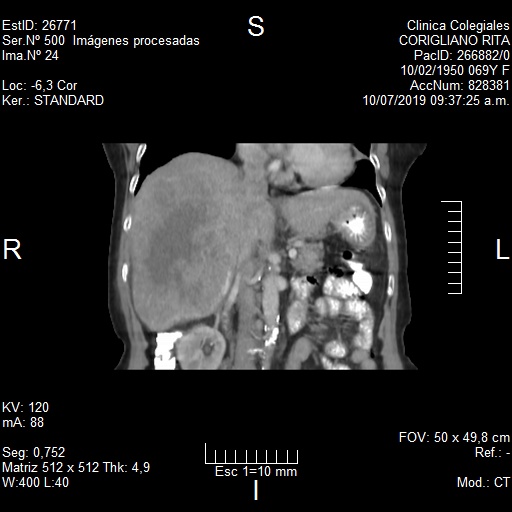 EstID: 26771
Ser.Nº 500 Imágenes procesadas
Ima.Nº 24
Loc: -6,3 Cor
Ker.: STANDARD
S
Clinica Colegiales
CORIGLIANO RITA
PacID: 266882/0
10/02/1950 069Y F
AccNum: 828381
10/07/2019 09:37:25 a.m.
R
L
KV: 120
mA: 88
Seg: 0,752
Matriz 512 x 512 Thk: 4,9
W:400 L:40
Esc 1=10 mm
I
FOV: 50 x 49,8 cm
Ref.: -
Mod.: CT